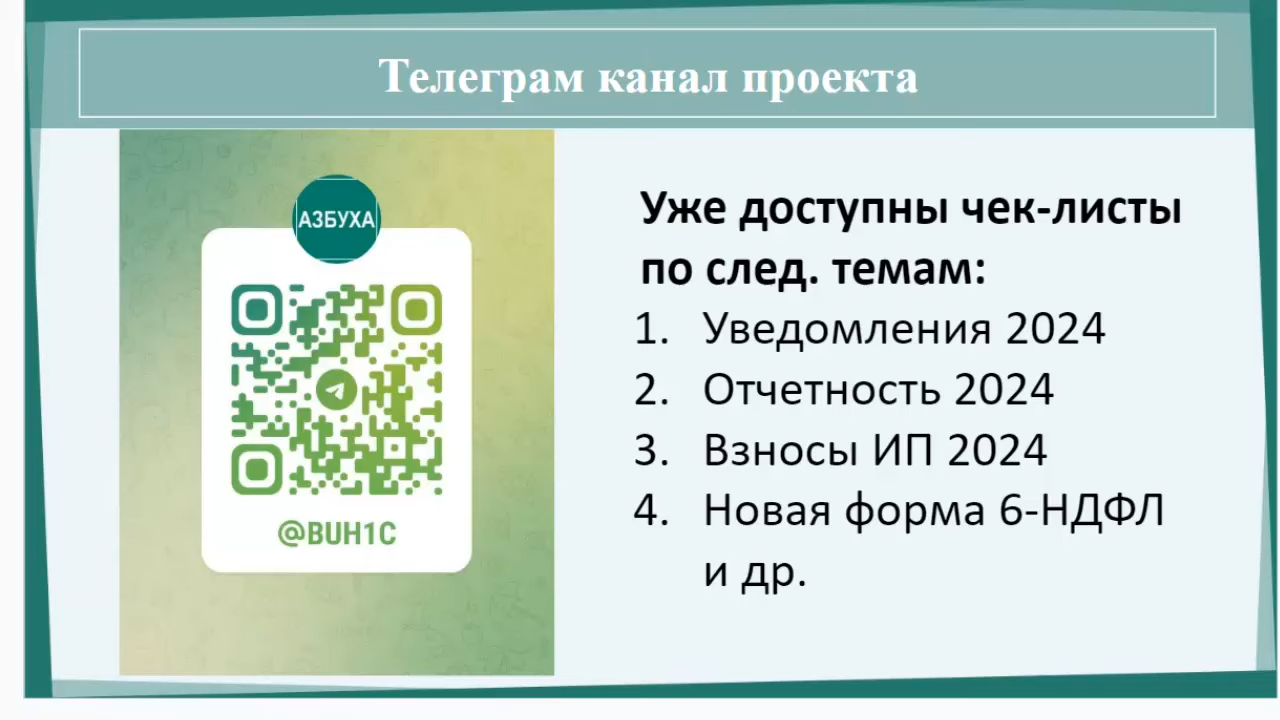 Телеграм канал проекта
АЗБУХА
@BUH1C
Уже доступны чек-листы
по след. темам:
1. Уведомления 2024
2. Отчетность 2024
3. Взносы ИП 2024
4. Новая форма 6-НДФЛ
и др.